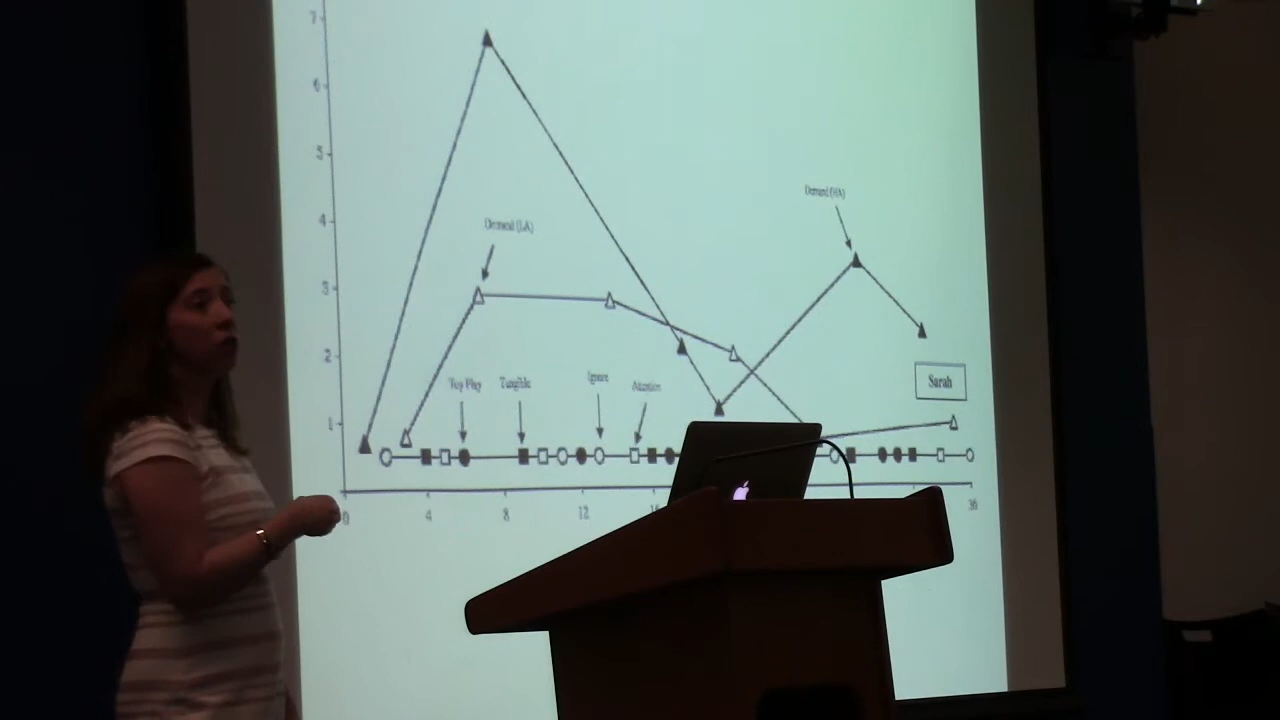 7
6
5
4
3
2
1
Demand (LA)
Demand (HA)
Toy Play
Tangible
Ignore
Attention
Sarah
0 4 8 12 16 36